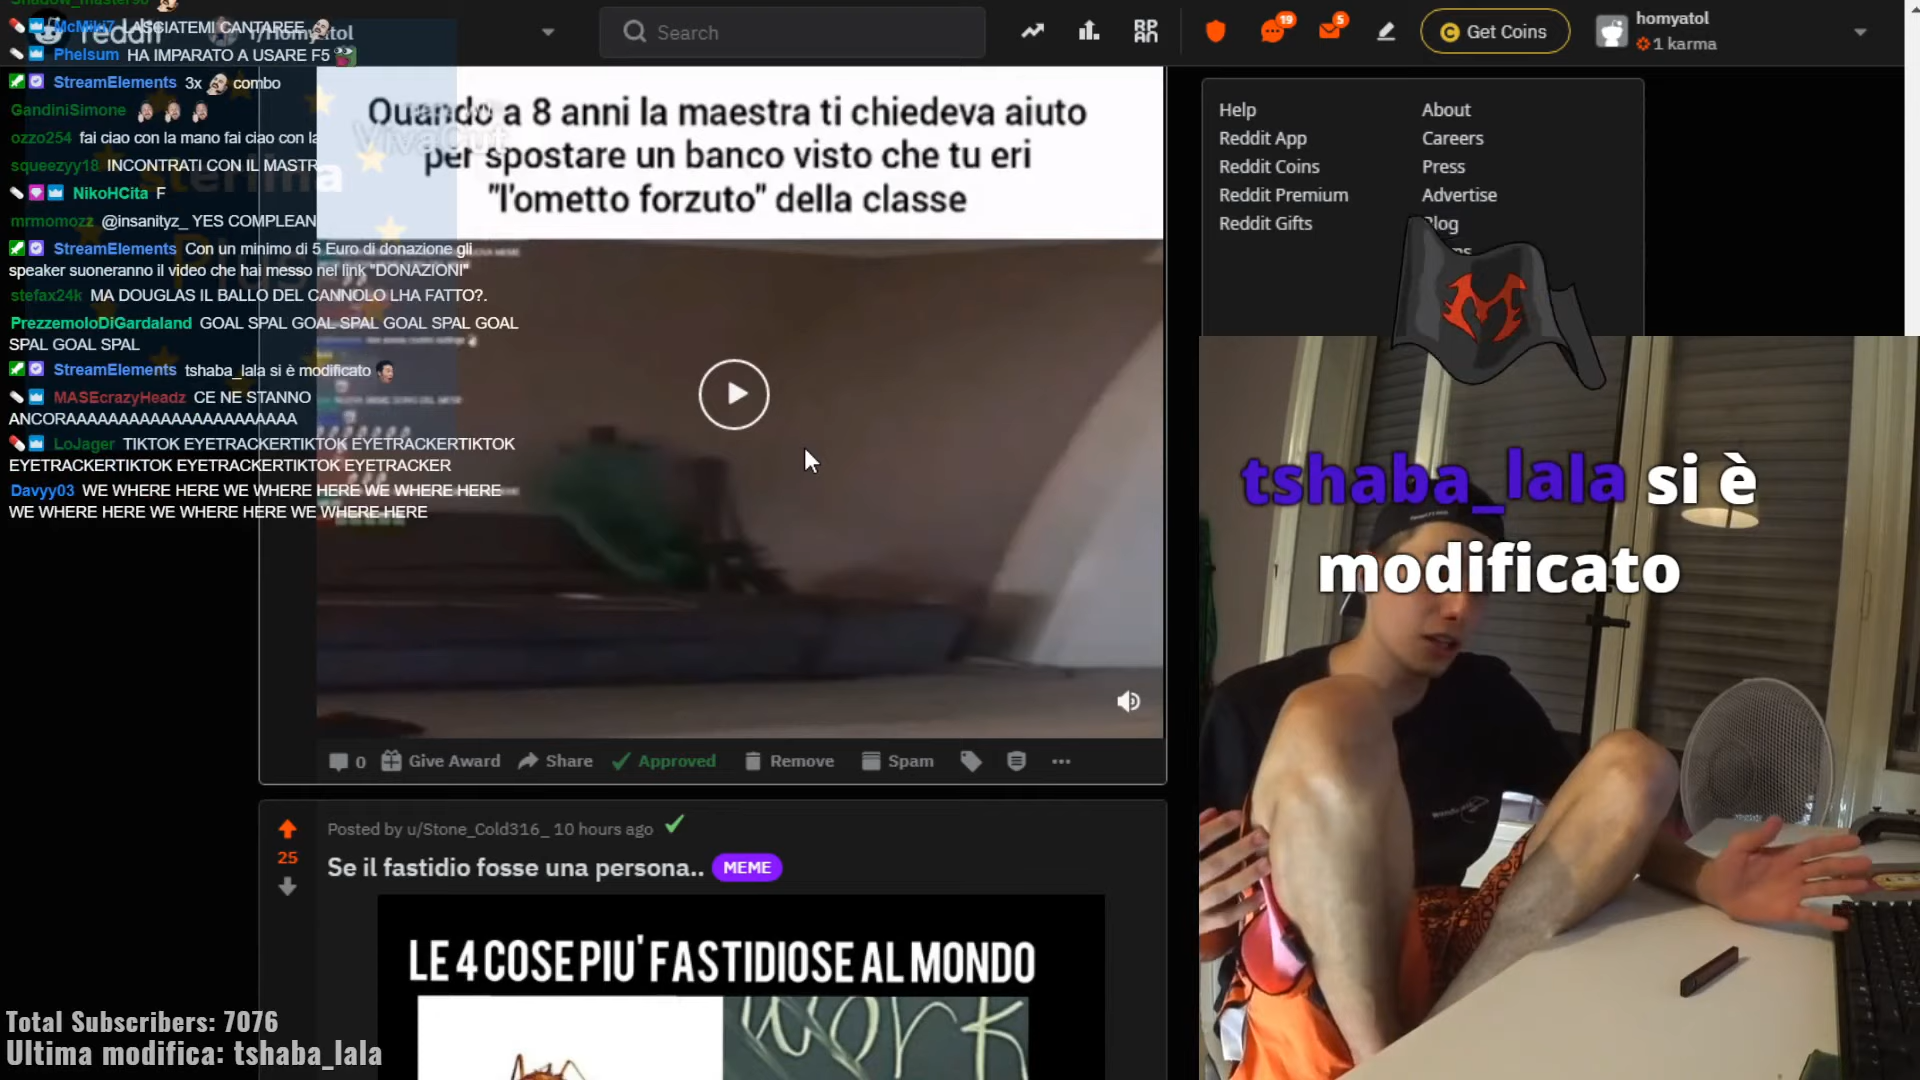 McMiki7 LASCIATEMI CANTAREE
Phelsum HA IMPARATO A USARE F5
StreamElements 3x combo
GandiniSimone
ozzo254 fai ciao con la mano fai ciao con la
squeezyy18 INCONTRATI CON IL MASTR
NikoHCita F
mrmomozz @insanityz_ YES COMPLEAN
StreamElements Con un minimo di 5 Euro di donazione gli
speaker suoneranno il video che hai messo nel link "DONAZIONI"
stefax24k MA DOUGLAS IL BALLO DEL CANNOLO LHA FATTO?.
PrezzemoloDiGardaland GOAL SPAL GOAL SPAL GOAL SPAL GOAL
SPAL GOAL SPAL
StreamElements tshaba_lala si è modificato
MASEcrazyHeadz CE NE STANNO
ANCORAAAAAAAAAAAAAAAAAAAAAA
LoJager TIKTOK EYETRACKERTIKTOK EYETRACKERTIKTOK
EYETRACKERTIKTOK EYETRACKERTIKTOK EYETRACKER
Davyy03 WE WHERE HERE WE WHERE HERE WE WHERE HERE
WE WHERE HERE WE WHERE HERE WE WHERE HERE
reddit
Search
19
5
Get Coins
homyatol
1 karma
VivaCut
Quando a 8 anni la maestra ti chiedeva aiuto
per spostare un banco visto che tu eri
"l'ometto forzuto" della classe
0 Give Award Share Approved Remove Spam
25
Posted by u/Stone_Cold316_ 10 hours ago
Se il fastidio fosse una persona.. MEME
LE 4 COSE PIU' FASTIDIOSE AL MONDO
work
Help About
Reddit App Careers
Reddit Coins Press
Reddit Premium Advertise
Reddit Gifts Blog
tshaba_lala si è
modificato
Total Subscribers: 7076
Ultima modifica: tshaba_lala